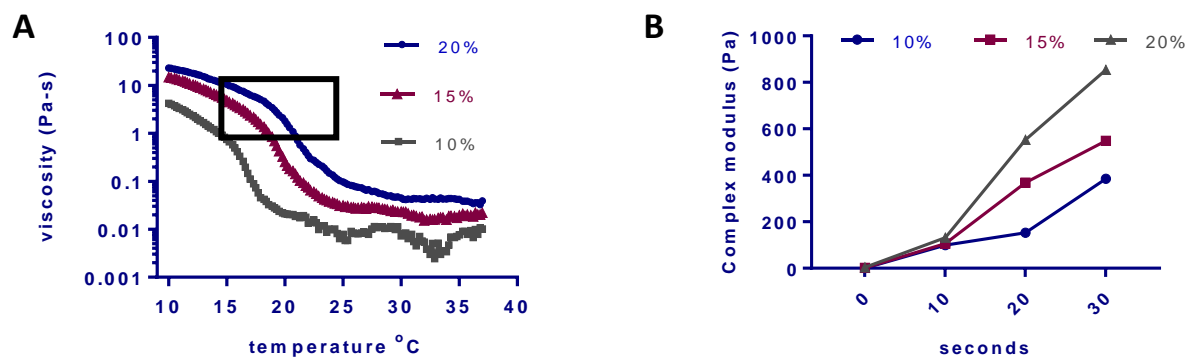 A
viscosity (Pa-s)
100
10
1
0.1
0.01
0.001
10 15 20 25 30 35 40
temperature °C
20%
15%
10%
B
Complex modulus (Pa)
1000
800
600
400
200
0
0 10 20 30
seconds
10% 15% 20%